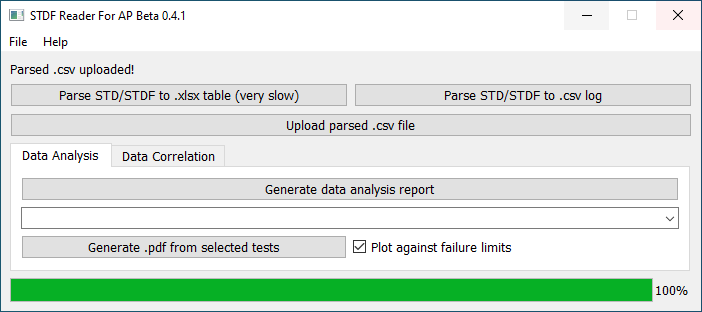 STDF Reader For AP Beta 0.4.1
File Help
Parsed .csv uploaded!
Parse STD/STDF to .xlsx table (very slow) Parse STD/STDF to .csv log
Upload parsed .csv file
Data Analysis Data Correlation
Generate data analysis report
Generate .pdf from selected tests Plot against failure limits
100%